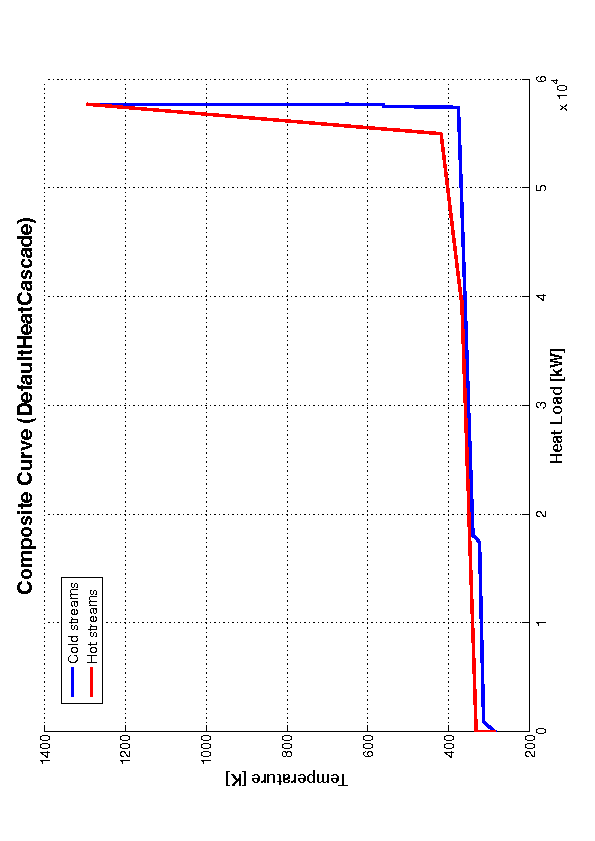 Composite Curve (DefaultHeatCascade)
Cold streams
Hot streams
1400
1200
1000
800
600
400
200
Temperature [K]
0
1
2
3
4
5
6
x 10^4
Heat Load [kW]